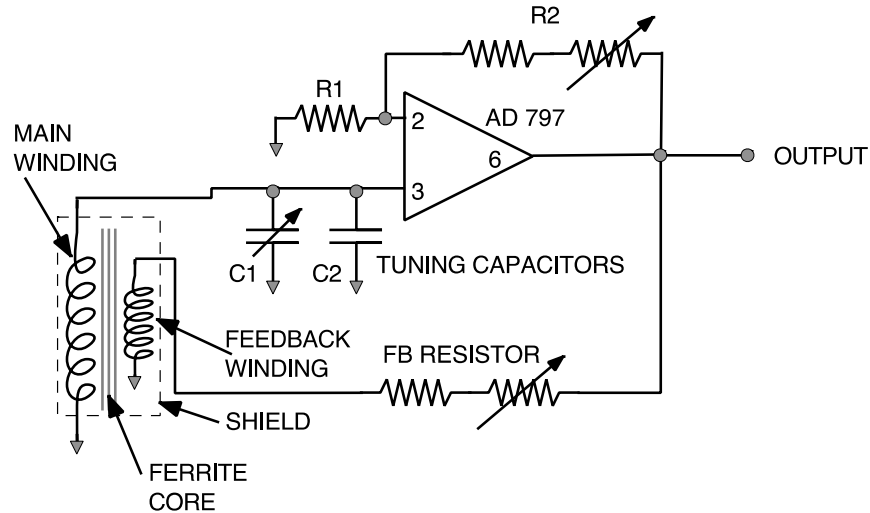 R2
R1
AD 797
2
6
3
OUTPUT
MAIN
WINDING
C1
C2
TUNING CAPACITORS
FEEDBACK
WINDING
FB RESISTOR
SHIELD
FERRITE
CORE